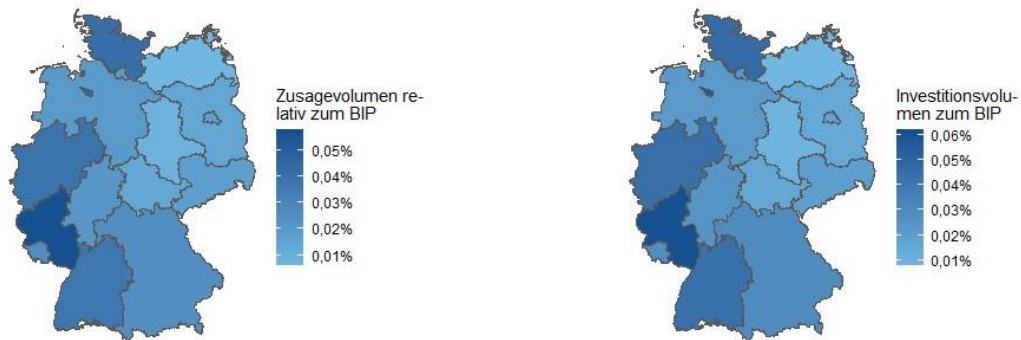 Zusagevolumen re-
lativ zum BIP
0,05%
0,04%
0,03%
0,02%
0,01%
Investitionsvolu-
men zum BIP
0,06%
0,05%
0,04%
0,03%
0,02%
0,01%